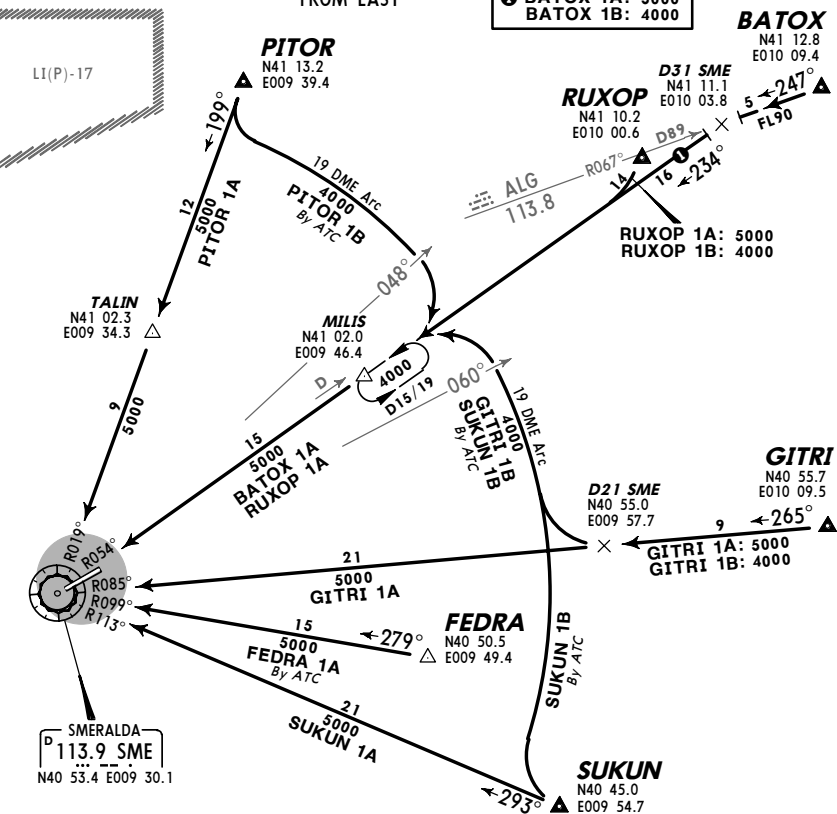 FROM EAST
❶ BATOX 1A: 5000
BATOX 1B: 4000
BATOX
N41 12.8
E010 09.4
LI(P)-17
PITOR
N41 13.2
E009 39.4
D31 SME
N41 11.1
E010 03.8
5
←247°
FL90
RUXOP
N41 10.2
E010 00.6
D89
R067°
❶
14
16
←234°
ALG
113.8
RUXOP 1A: 5000
RUXOP 1B: 4000
←199°
12
5000
PITOR 1A
19 DME Arc
4000
PITOR 1B
By ATC
048°
TALIN
N41 02.3
E009 34.3
MILIS
N41 02.0
E009 46.4
4000
D15/19
D
060°
9
5000
15
5000
BATOX 1A
RUXOP 1A
19 DME Arc
4000
GITRI 1B
SUKUN 1B
By ATC
GITRI
N40 55.7
E010 09.5
D21 SME
N40 55.0
E009 57.7
←265°
9
GITRI 1A: 5000
GITRI 1B: 4000
R019°
R054°
R085°
R099°
R113°
21
5000
GITRI 1A
FEDRA
N40 50.5
E009 49.4
15
←279°
5000
FEDRA 1A
By ATC
SUKUN 1B
By ATC
21
5000
SUKUN 1A
SMERALDA
D 113.9 SME
N40 53.4 E009 30.1
SUKUN
N40 45.0
E009 54.7
←293°